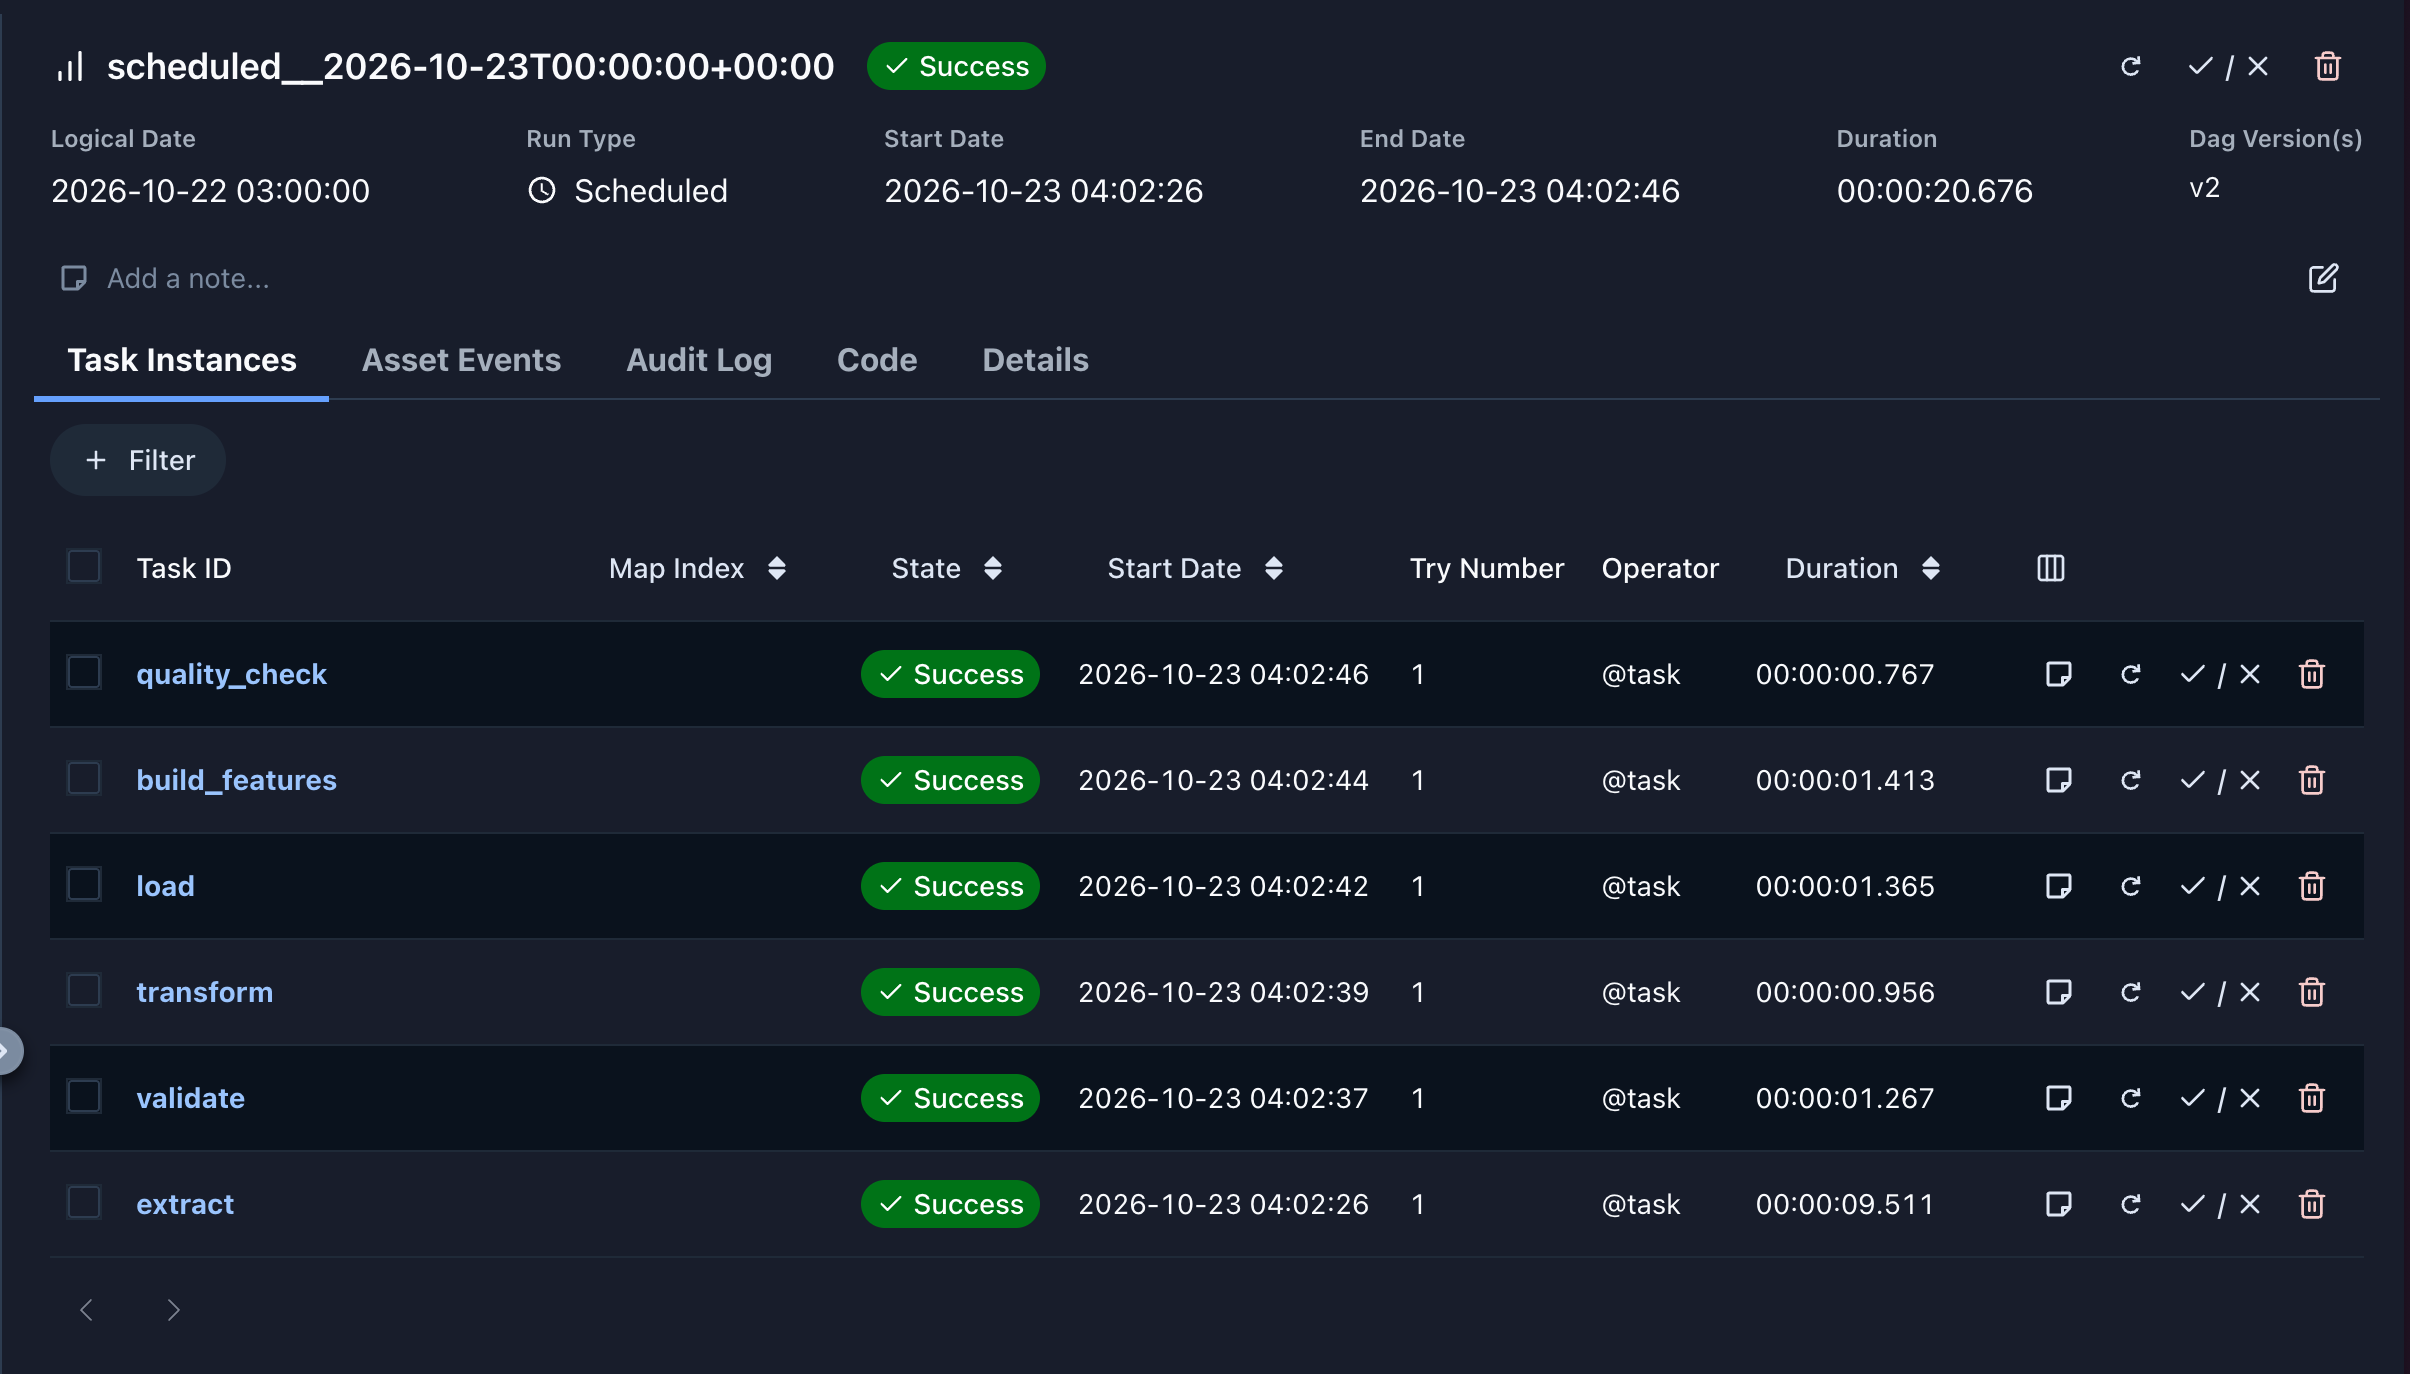 scheduled__2026-10-23T00:00:00+00:00 Success
Logical Date Run Type Start Date End Date Duration Dag Version(s)
2026-10-22 03:00:00 Scheduled 2026-10-23 04:02:26 2026-10-23 04:02:46 00:00:20.676 v2
Add a note...
Task Instances Asset Events Audit Log Code Details
+ Filter
Task ID Map Index State Start Date Try Number Operator Duration
quality_check Success 2026-10-23 04:02:46 1 @task 00:00:00.767
build_features Success 2026-10-23 04:02:44 1 @task 00:00:01.413
load Success 2026-10-23 04:02:42 1 @task 00:00:01.365
transform Success 2026-10-23 04:02:39 1 @task 00:00:00.956
validate Success 2026-10-23 04:02:37 1 @task 00:00:01.267
extract Success 2026-10-23 04:02:26 1 @task 00:00:09.511